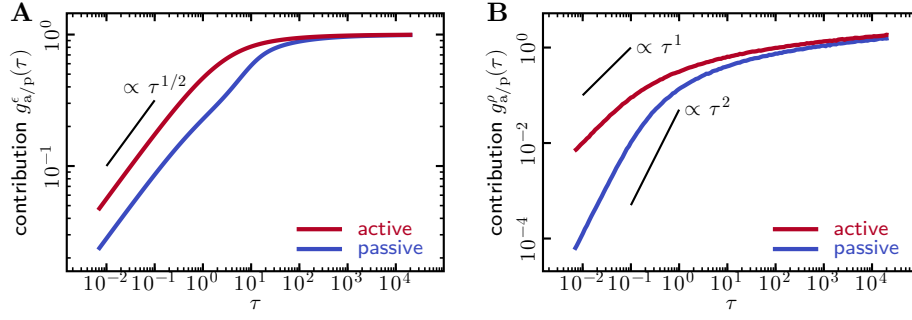 A
contribution g^ϵ_{a/p}(τ)
10^0
10^{-1}
∝ τ^{1/2}
active
passive
10^{-2} 10^{-1} 10^0 10^1 10^2 10^3 10^4
τ
B
contribution g^ρ_{a/p}(τ)
10^0
10^{-2}
10^{-4}
∝ τ^1
∝ τ^2
active
passive
10^{-2} 10^{-1} 10^0 10^1 10^2 10^3 10^4
τ